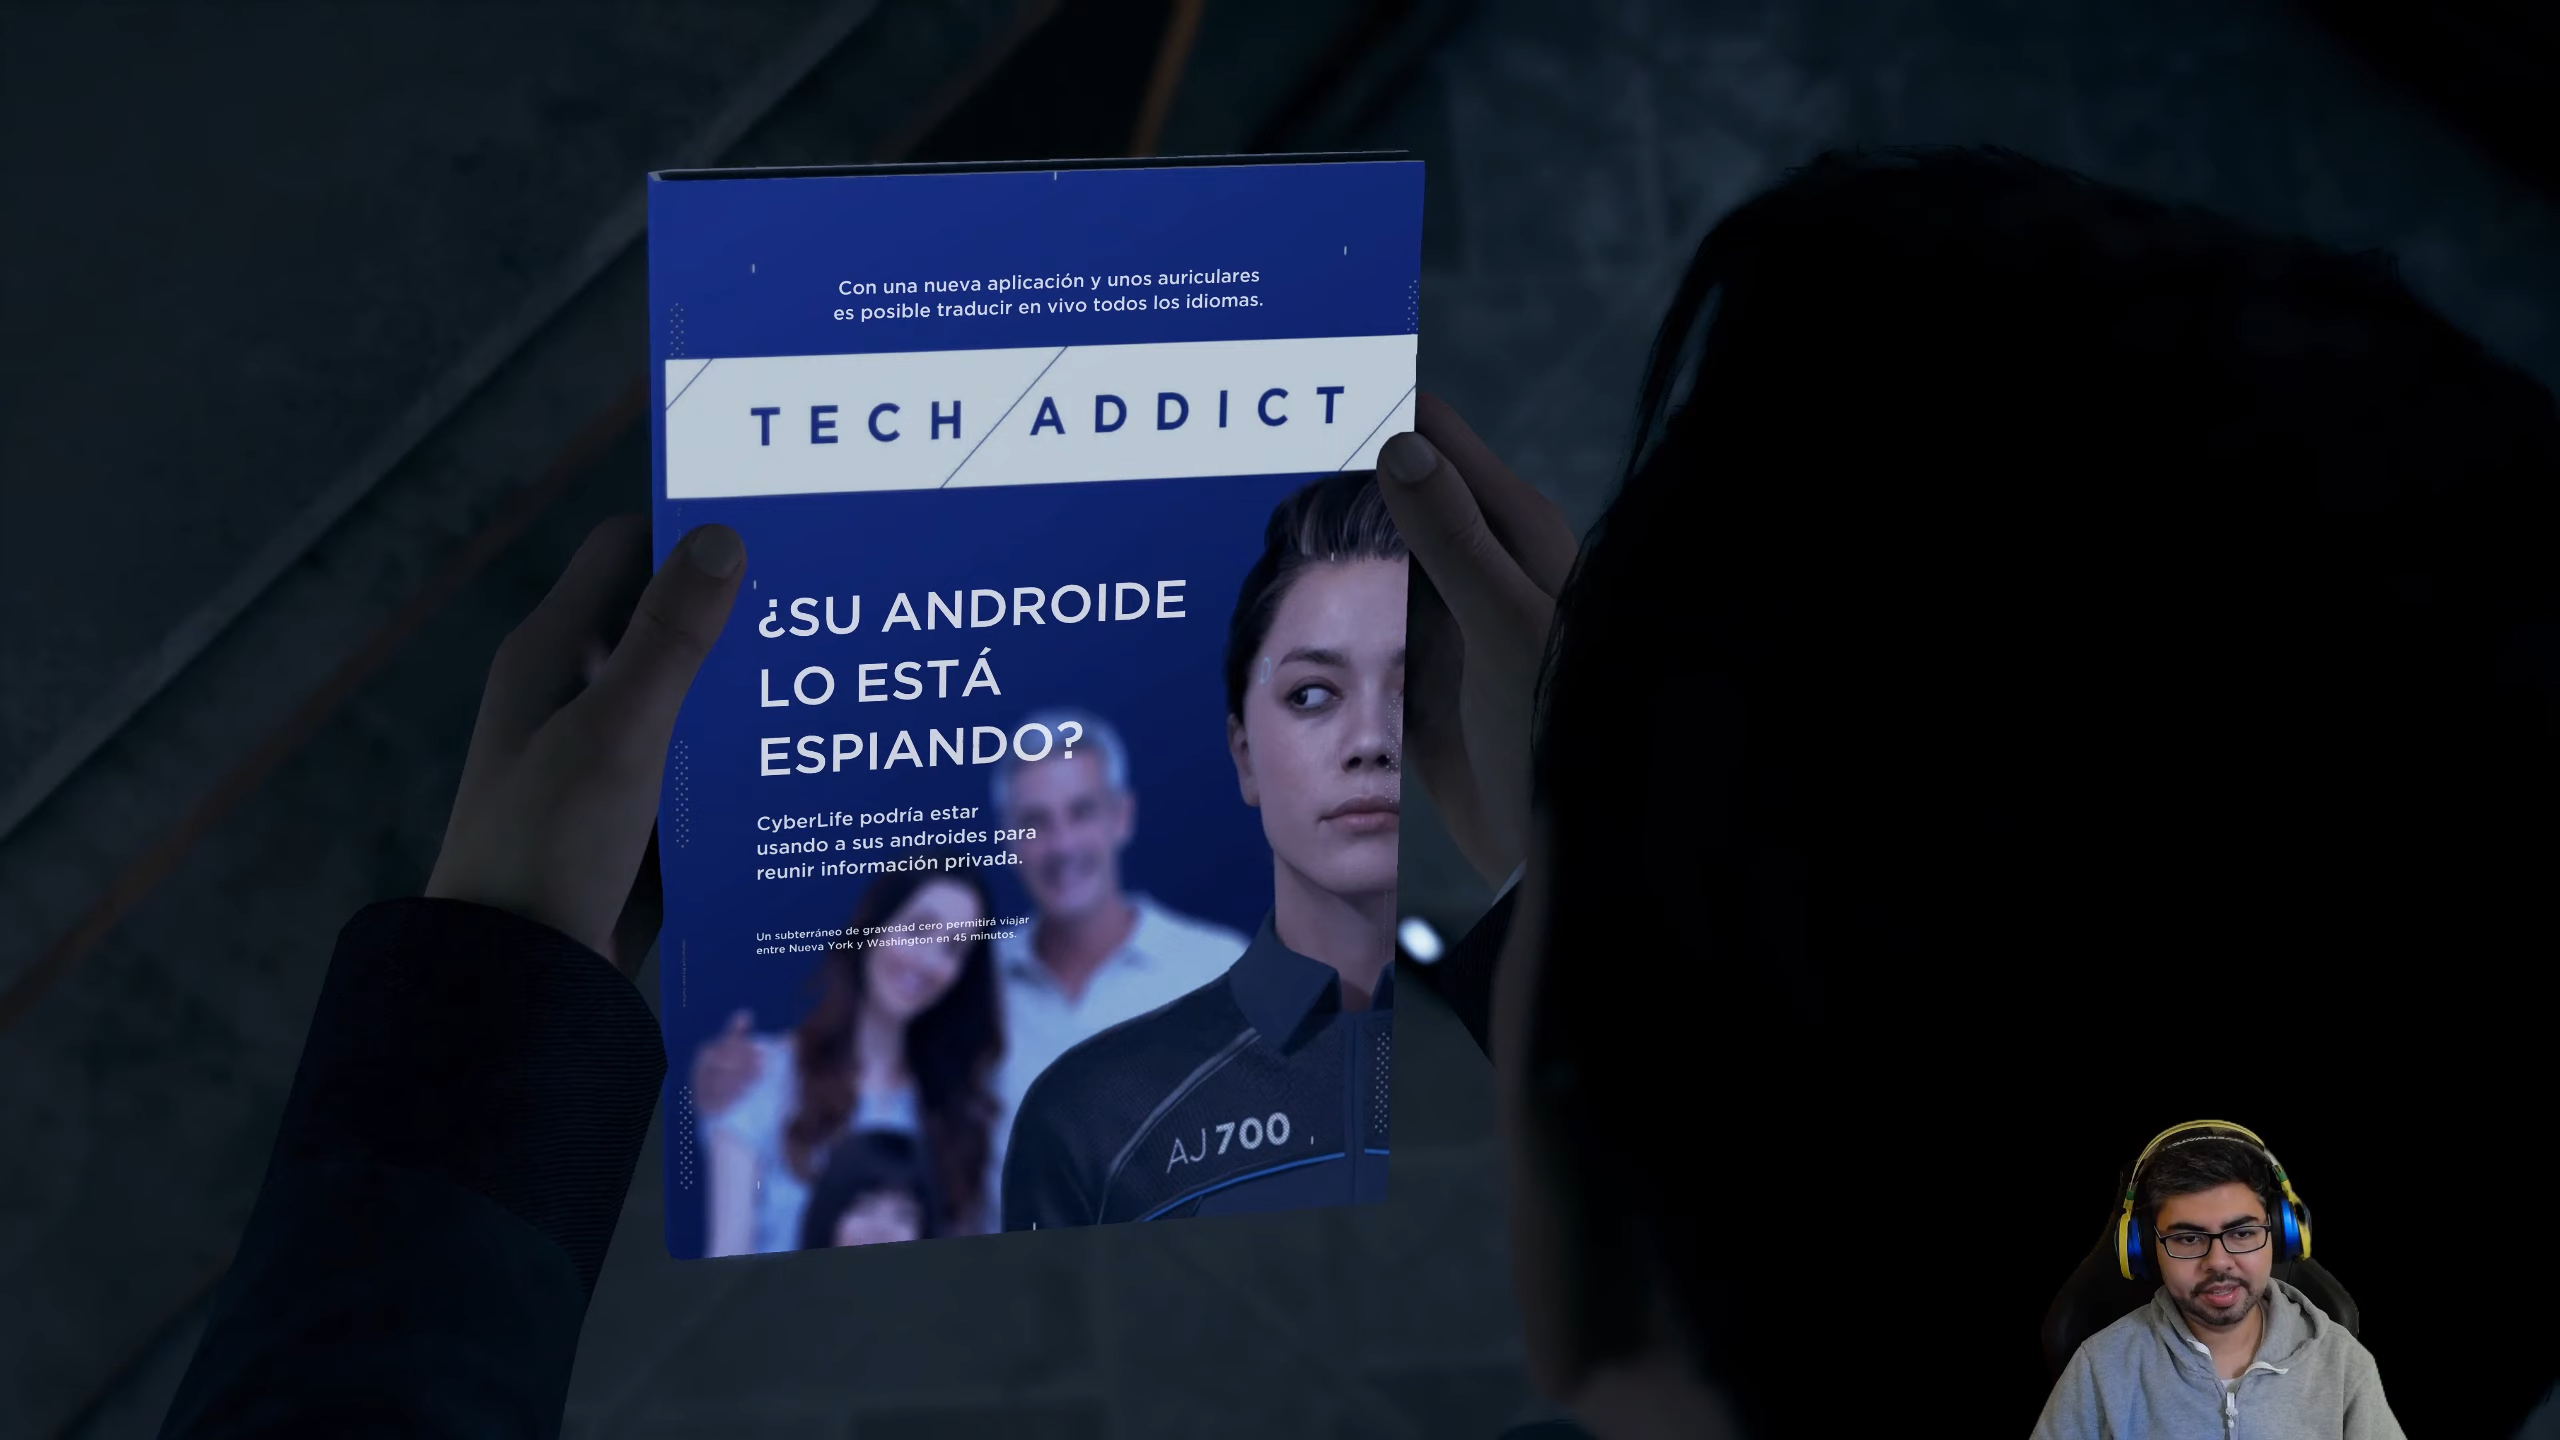 Con una nueva aplicación y unos auriculares
es posible traducir en vivo todos los idiomas.
TECH ADDICT
¿SU ANDROIDE
LO ESTÁ
ESPIANDO?
CyberLife podría estar
usando a sus androides para
reunir información privada.
Un subterráneo de gravedad cero permitirá viajar
entre Nueva York y Washington en 45 minutos.
AJ 700